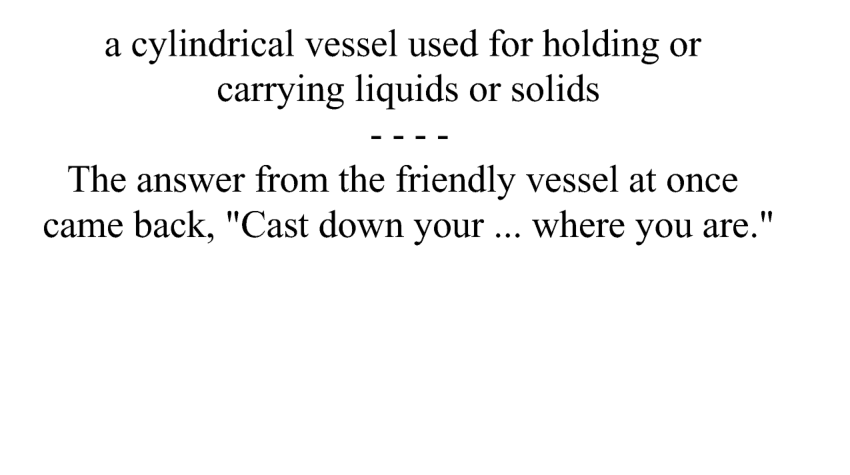 a cylindrical vessel used for holding or
carrying liquids or solids
- - - -
The answer from the friendly vessel at once
came back, "Cast down your ... where you are."